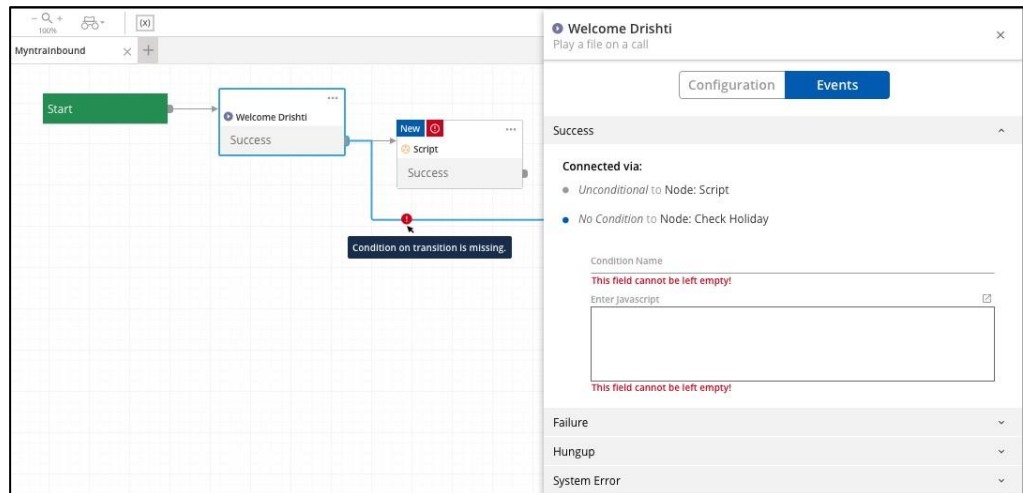 100%
{x}
Myntrainbound
Start
Welcome Drishti
Success
New
Script
Success
Condition on transition is missing.
Welcome Drishti
Play a file on a call
Configuration
Events
Success
Connected via:
Unconditional to Node: Script
No Condition to Node: Check Holiday
Condition Name
This field cannot be left empty!
Enter Javascript
This field cannot be left empty!
Failure
Hungup
System Error